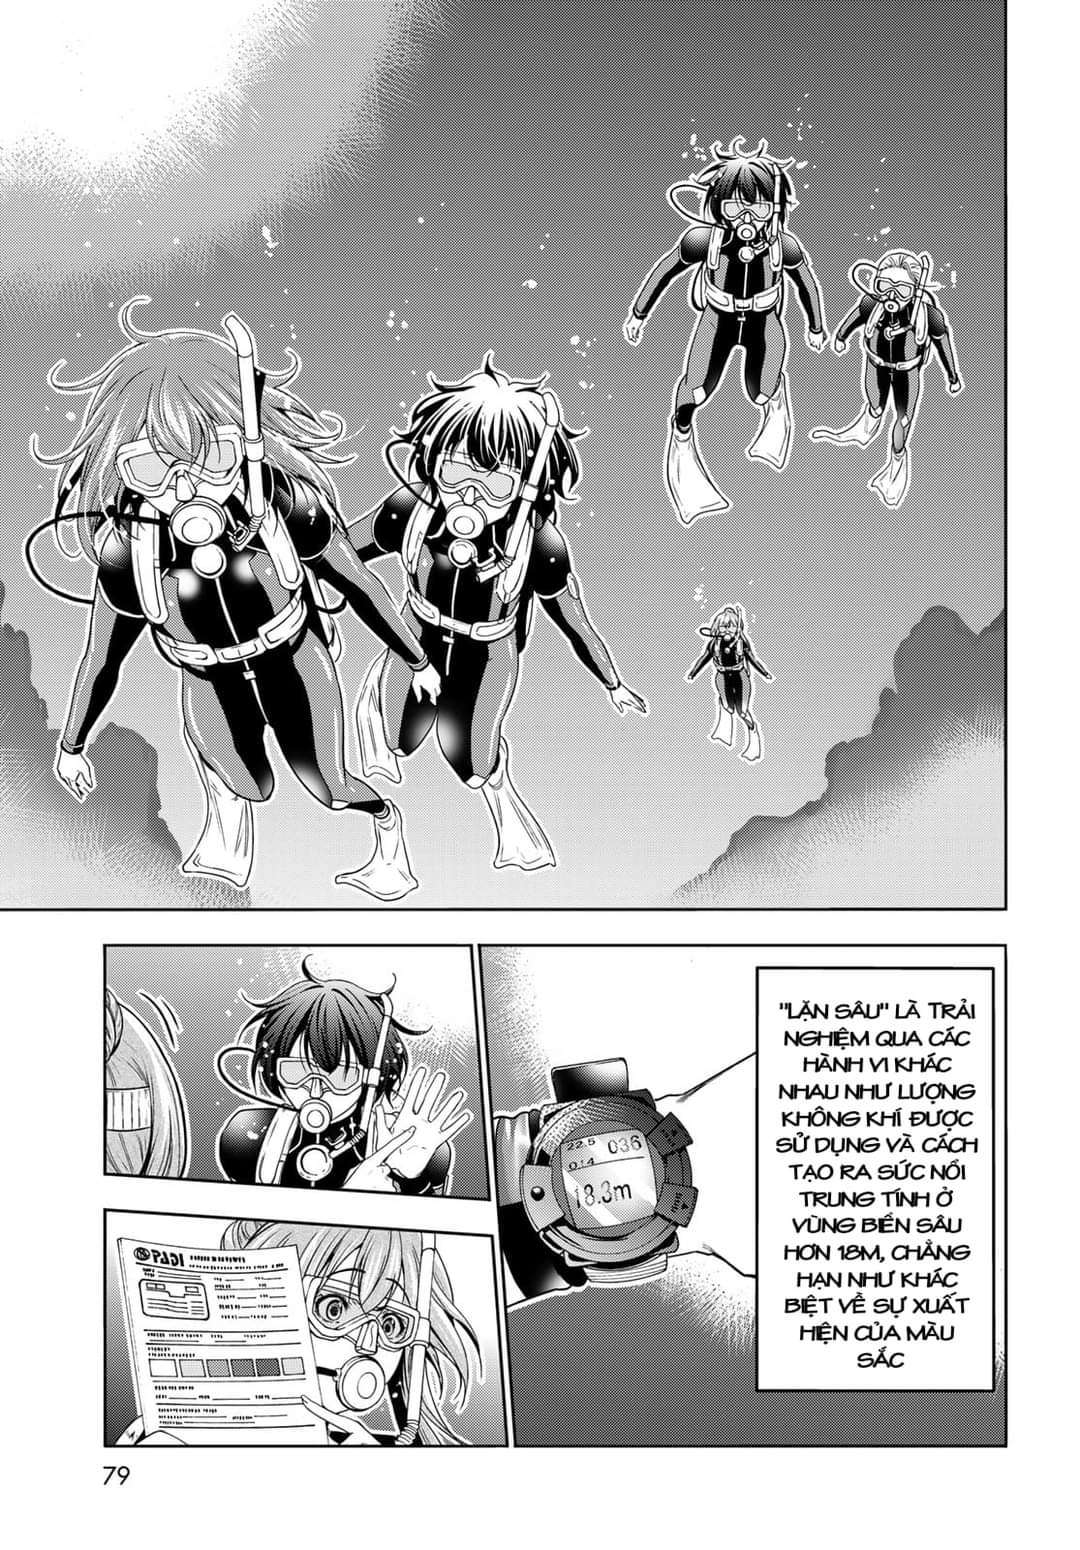 "LẶN SÂU" LÀ TRẢI
NGHIỆM QUA CÁC
HÀNH VI KHÁC
NHAU NHƯ LƯỢNG
KHÔNG KHÍ ĐƯỢC
SỬ DỤNG VÀ CÁCH
TẠO RA SỨC NỔI
TRUNG TÍNH Ở
VÙNG BIỂN SÂU
HƠN 18M, CHẲNG
HẠN NHƯ KHÁC
BIỆT VỀ SỰ XUẤT
HIỆN CỦA MÀU
SẮC
22.5 036
014
18.3m
PADI
79